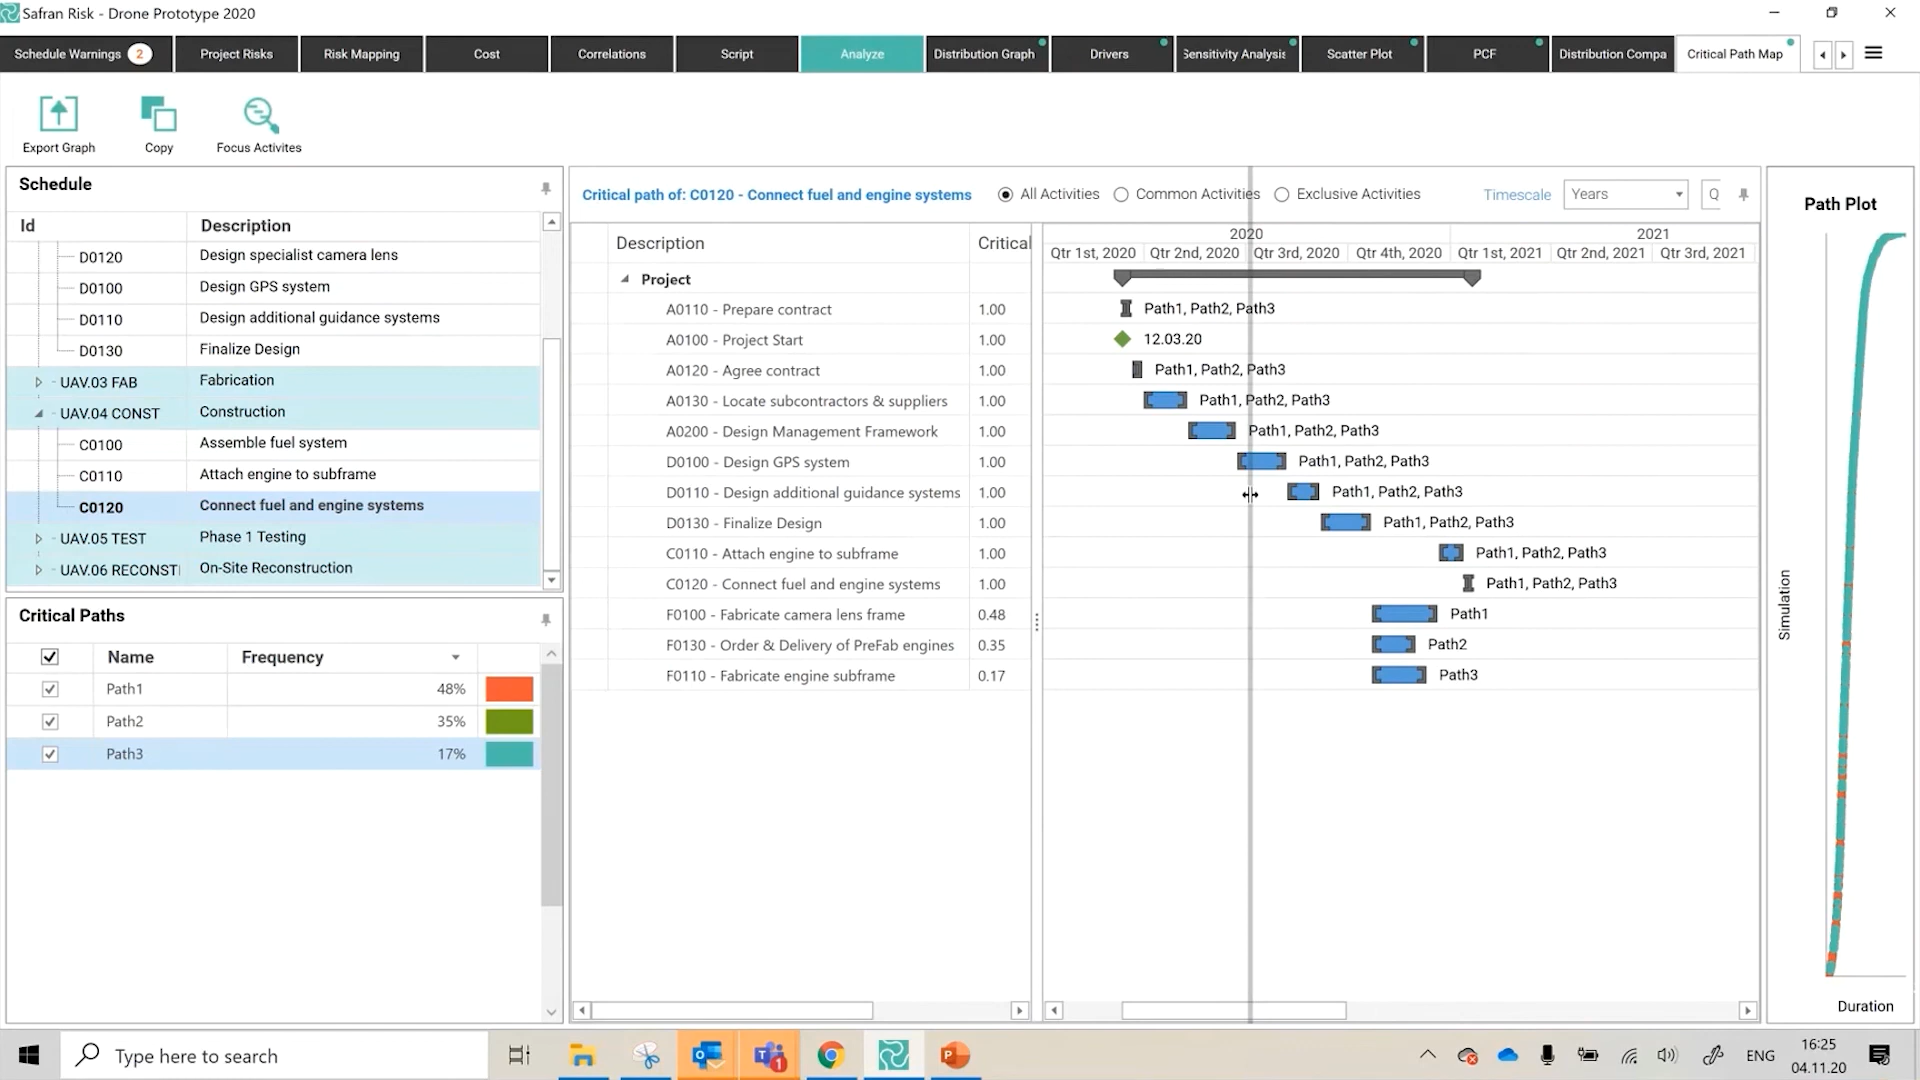 Safran Risk - Drone Prototype 2020
Schedule Warnings 2 Project Risks Risk Mapping Cost Correlations Script Analyze Distribution Graph Drivers Sensitivity Analysis Scatter Plot PCF Distribution Compa Critical Path Map
Export Graph Copy Focus Activites
Schedule
Id Description
D0120 Design specialist camera lens
D0100 Design GPS system
D0110 Design additional guidance systems
D0130 Finalize Design
UAV.03 FAB Fabrication
UAV.04 CONST Construction
C0100 Assemble fuel system
C0110 Attach engine to subframe
C0120 Connect fuel and engine systems
UAV.05 TEST Phase 1 Testing
UAV.06 RECONSTI On-Site Reconstruction
Critical Paths
Name Frequency
Path1 48%
Path2 35%
Path3 17%
Critical path of: C0120 - Connect fuel and engine systems All Activities Common Activities Exclusive Activities Timescale Years Q
Description Critical
2020 2021
Qtr 1st, 2020 Qtr 2nd, 2020 Qtr 3rd, 2020 Qtr 4th, 2020 Qtr 1st, 2021 Qtr 2nd, 2021 Qtr 3rd, 2021
Project
A0110 - Prepare contract 1.00 Path1, Path2, Path3
A0100 - Project Start 1.00 12.03.20
A0120 - Agree contract 1.00 Path1, Path2, Path3
A0130 - Locate subcontractors & suppliers 1.00 Path1, Path2, Path3
A0200 - Design Management Framework 1.00 Path1, Path2, Path3
D0100 - Design GPS system 1.00 Path1, Path2, Path3
D0110 - Design additional guidance systems 1.00 Path1, Path2, Path3
D0130 - Finalize Design 1.00 Path1, Path2, Path3
C0110 - Attach engine to subframe 1.00 Path1, Path2, Path3
C0120 - Connect fuel and engine systems 1.00 Path1, Path2, Path3
F0100 - Fabricate camera lens frame 0.48 Path1
F0130 - Order & Delivery of PreFab engines 0.35 Path2
F0110 - Fabricate engine subframe 0.17 Path3
Path Plot
Simulation
Duration
Type here to search
1
ENG
16:25
04.11.20